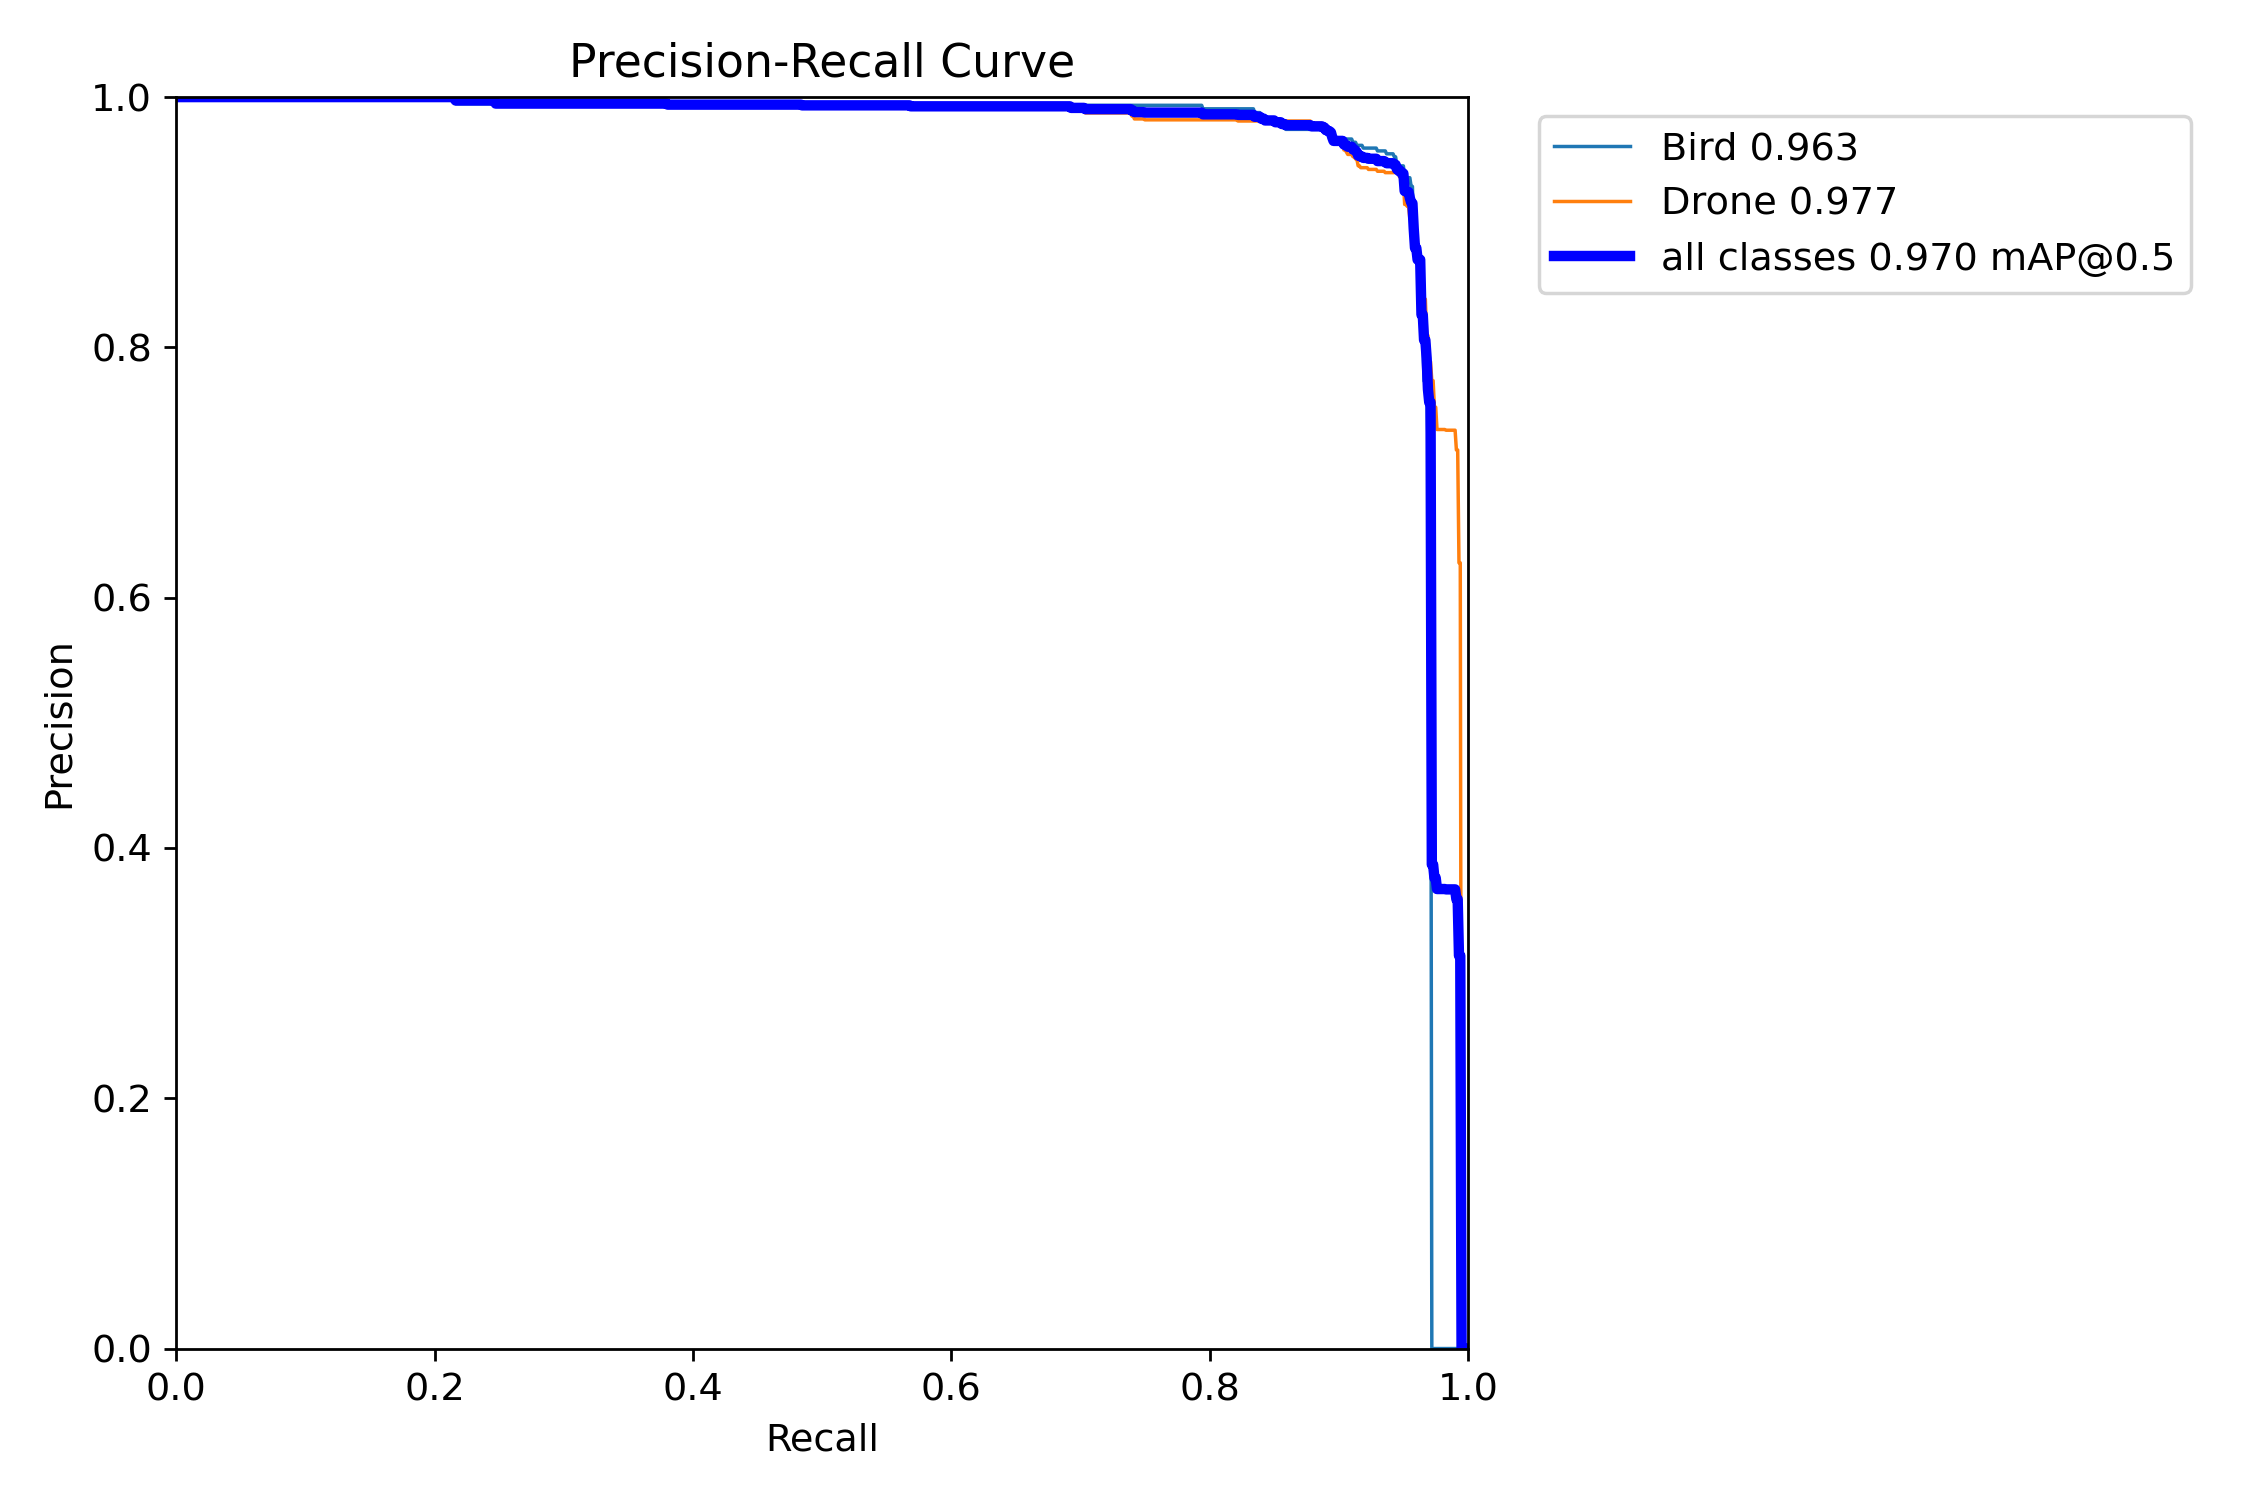 Precision-Recall Curve
1.0
0.8
0.6
0.4
0.2
0.0
Precision
0.0 0.2 0.4 0.6 0.8 1.0
Recall
Bird 0.963
Drone 0.977
all classes 0.970 mAP@0.5